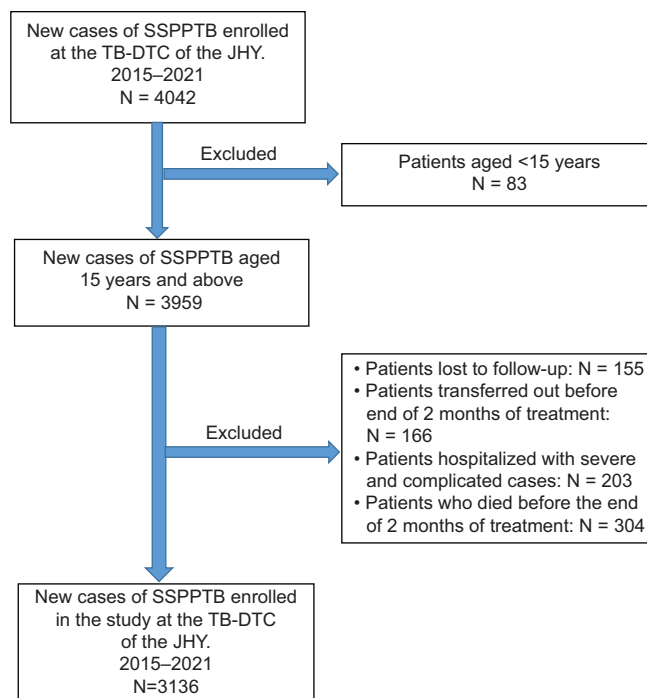 New cases of SSPPTB enrolled
at the TB-DTC of the JHY.
2015–2021
N = 4042
Excluded
Patients aged <15 years
N = 83
New cases of SSPPTB aged
15 years and above
N = 3959
Excluded
• Patients lost to follow-up: N = 155
• Patients transferred out before
end of 2 months of treatment:
N = 166
• Patients hospitalized with severe
and complicated cases: N = 203
• Patients who died before the end
of 2 months of treatment: N = 304
New cases of SSPPTB enrolled
in the study at the TB-DTC
of the JHY.
2015–2021
N=3136